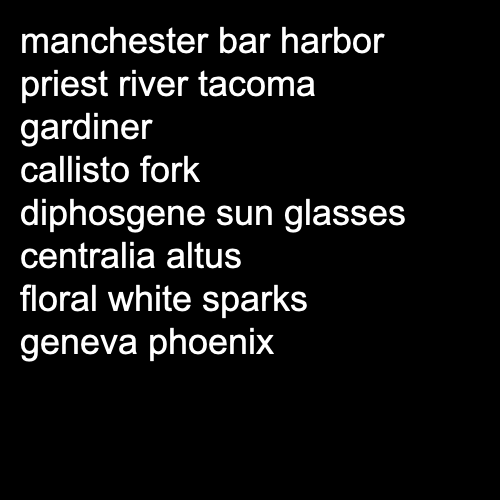 manchester bar harbor
priest river tacoma
gardiner
callisto fork
diphosgene sun glasses
centralia altus
floral white sparks
geneva phoenix